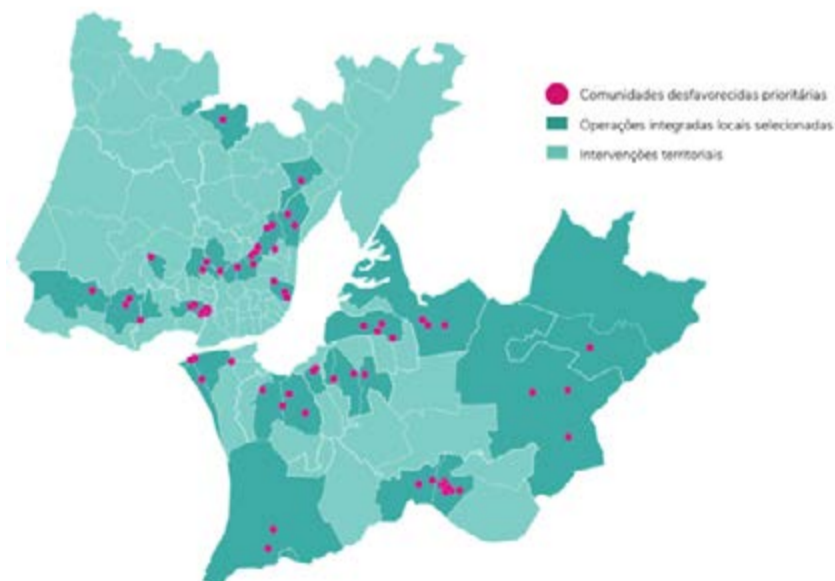 Comunidades desfavorecidas prioritárias
Operações integradas locais selecionadas
Intervenções territoriais